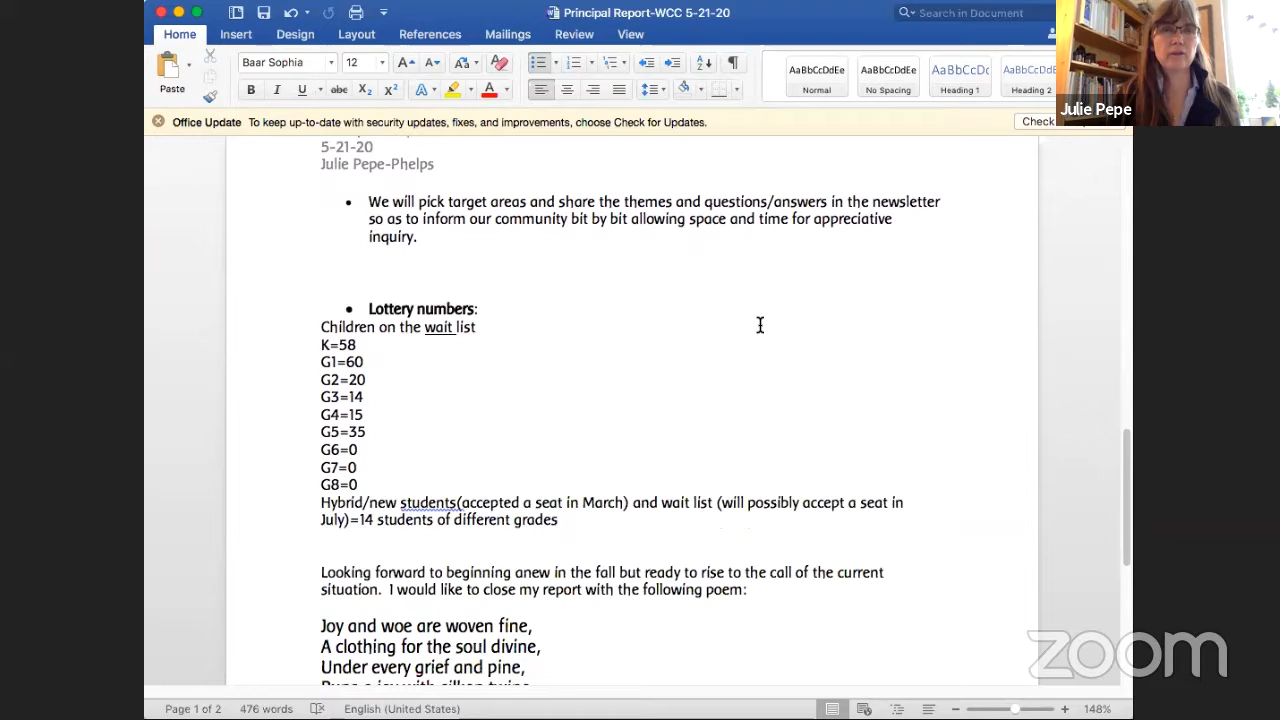 Principal Report-WCC 5-21-20
Search in Document
Home Insert Design Layout References Mailings Review View
Paste
Baar Sophia 12
B I U abc X2 X2 A A
AaBbCcDdEe AaBbCcDdEe AaBbCcDc AaBbCcDdEe
Normal No Spacing Heading 1 Heading 2
Julie Pepe
Office Update To keep up-to-date with security updates, fixes, and improvements, choose Check for Updates.
Check
5-21-20
Julie Pepe-Phelps
• We will pick target areas and share the themes and questions/answers in the newsletter
so as to inform our community bit by bit allowing space and time for appreciative
inquiry.
• Lottery numbers:
Children on the wait list
K=58
G1=60
G2=20
G3=14
G4=15
G5=35
G6=0
G7=0
G8=0
Hybrid/new students(accepted a seat in March) and wait list (will possibly accept a seat in
July)=14 students of different grades
Looking forward to beginning anew in the fall but ready to rise to the call of the current
situation. I would like to close my report with the following poem:
Joy and woe are woven fine,
A clothing for the soul divine,
Under every grief and pine,
Runs a joy with silken twine
zoom
Page 1 of 2 476 words English (United States) 148%